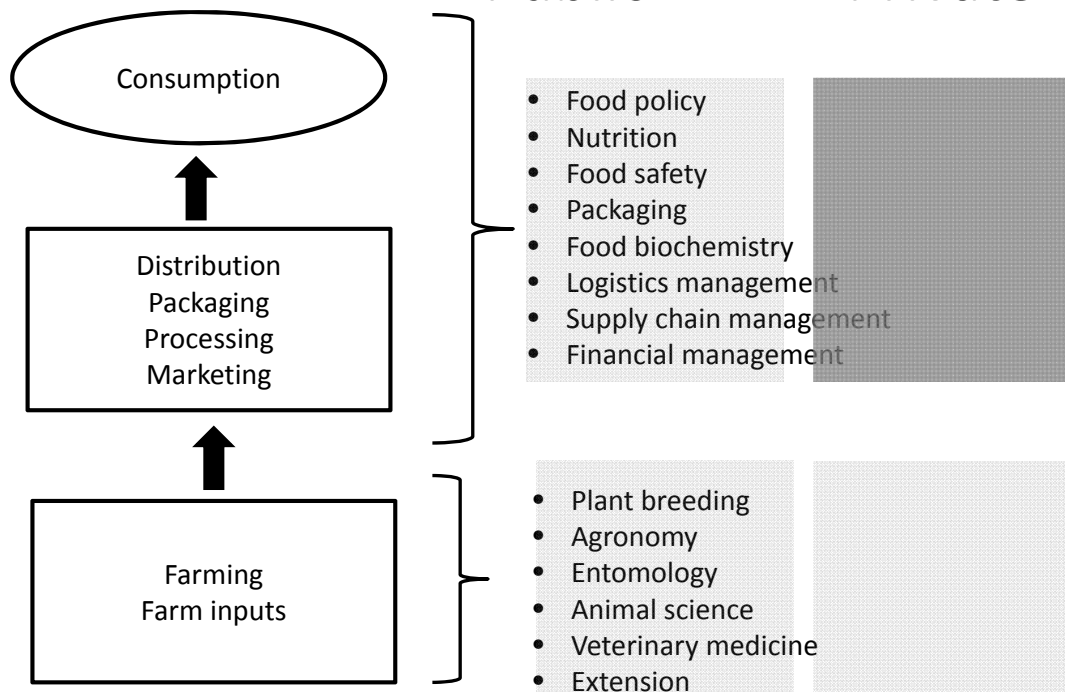 Consumption
Distribution
Packaging
Processing
Marketing
Farming
Farm inputs
• Food policy
• Nutrition
• Food safety
• Packaging
• Food biochemistry
• Logistics management
• Supply chain management
• Financial management
• Plant breeding
• Agronomy
• Entomology
• Animal science
• Veterinary medicine
• Extension